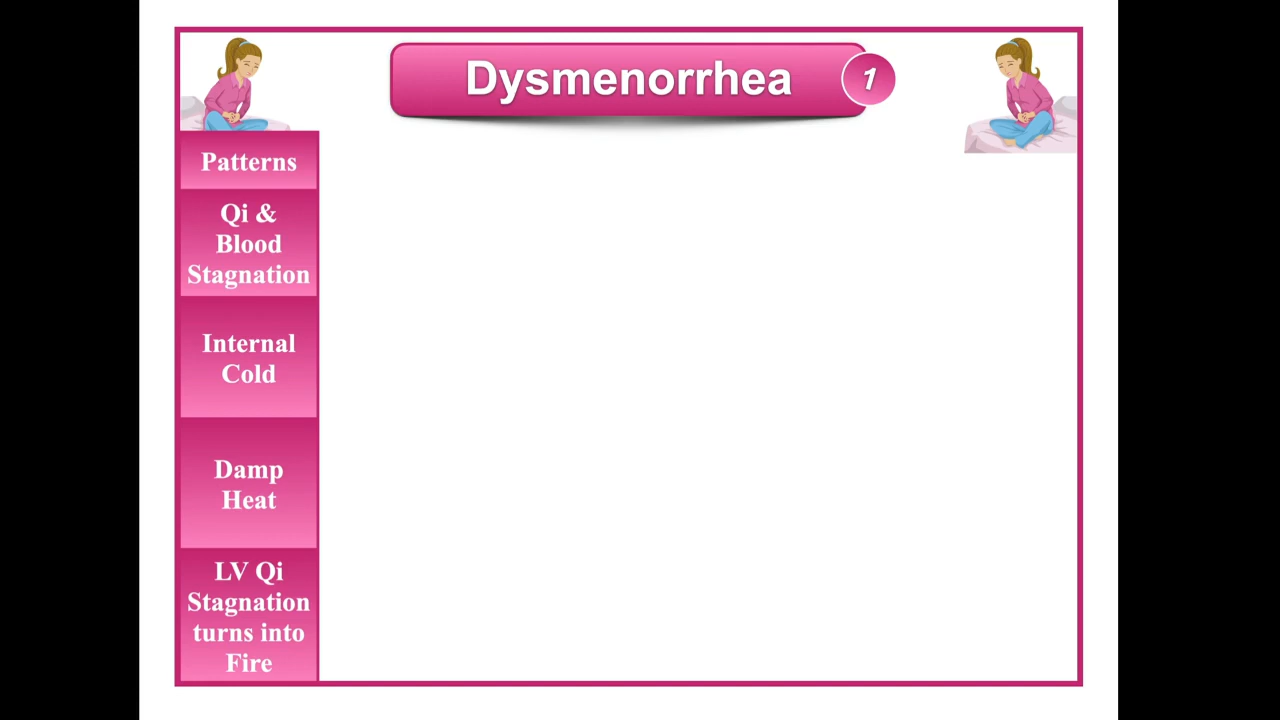 Dysmenorrhea
1
Patterns
Qi &
Blood
Stagnation
Internal
Cold
Damp
Heat
LV Qi
Stagnation
turns into
Fire